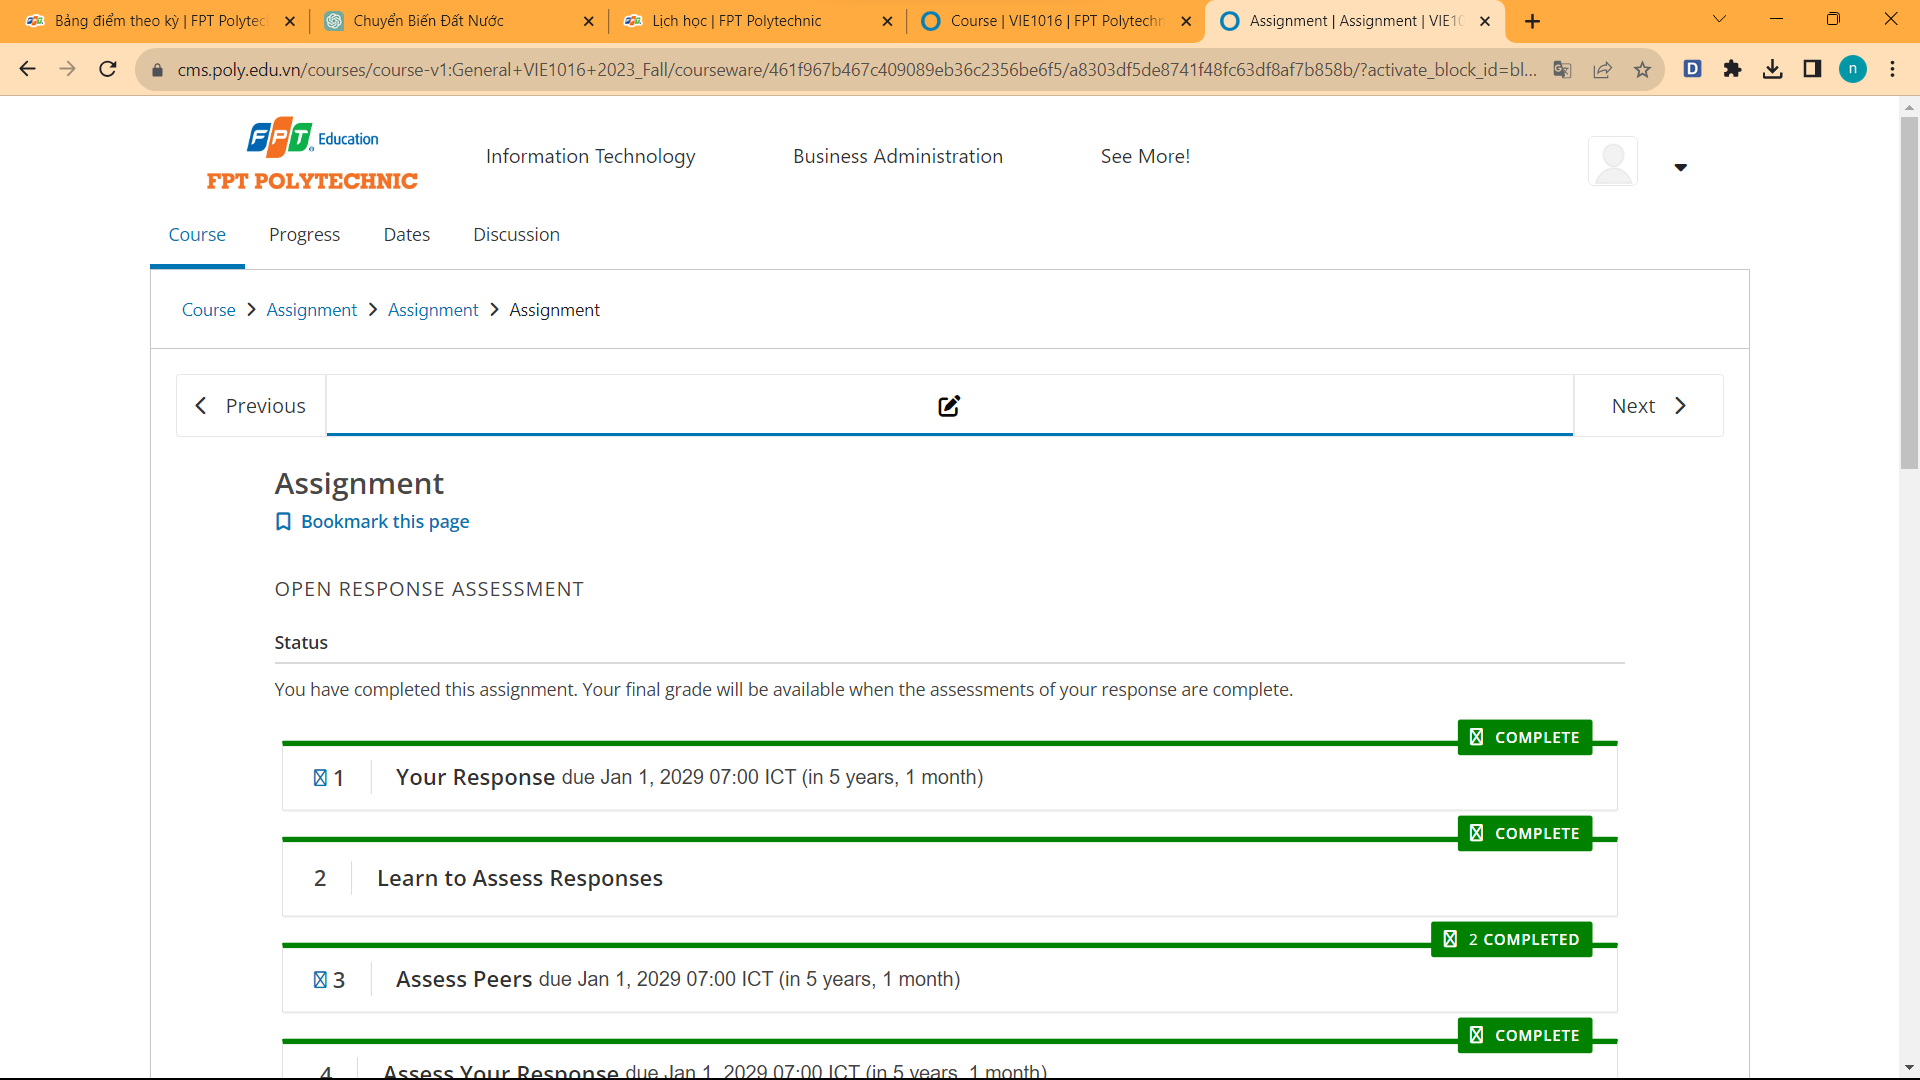 Bảng điểm theo kỳ | FPT Polytec
Chuyển Biến Đất Nước
Lịch học | FPT Polytechnic
Course | VIE1016 | FPT Polytechn
Assignment | Assignment | VIE10
cms.poly.edu.vn/courses/course-v1:General+VIE1016+2023_Fall/courseware/461f967b467c409089eb36c2356be6f5/a8303df5de8741f48fc63df8af7b858b/?activate_block_id=bl...
D
n
FPT Education
FPT POLYTECHNIC
Information Technology
Business Administration
See More!
Course
Progress
Dates
Discussion
Course > Assignment > Assignment > Assignment
Previous
Next
Assignment
Bookmark this page
OPEN RESPONSE ASSESSMENT
Status
You have completed this assignment. Your final grade will be available when the assessments of your response are complete.
COMPLETE
1 Your Response due Jan 1, 2029 07:00 ICT (in 5 years, 1 month)
COMPLETE
2 Learn to Assess Responses
2 COMPLETED
3 Assess Peers due Jan 1, 2029 07:00 ICT (in 5 years, 1 month)
COMPLETE
4 Assess Your Response due Jan 1, 2029 07:00 ICT (in 5 years, 1 month)